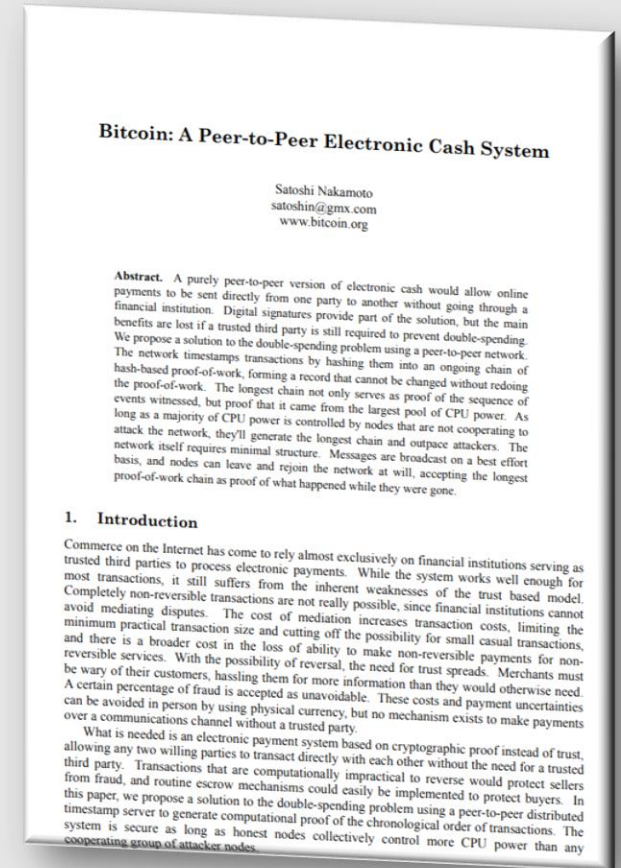 Bitcoin: A Peer-to-Peer Electronic Cash System
Satoshi Nakamoto
satoshin@gmx.com
www.bitcoin.org
Abstract. A purely peer-to-peer version of electronic cash would allow online
payments to be sent directly from one party to another without going through a
financial institution. Digital signatures provide part of the solution, but the main
benefits are lost if a trusted third party is still required to prevent double-spending.
We propose a solution to the double-spending problem using a peer-to-peer network.
The network timestamps transactions by hashing them into an ongoing chain of
hash-based proof-of-work, forming a record that cannot be changed without redoing
the proof-of-work. The longest chain not only serves as proof of the sequence of
events witnessed, but proof that it came from the largest pool of CPU power. As
long as a majority of CPU power is controlled by nodes that are not cooperating to
attack the network, they'll generate the longest chain and outpace attackers. The
network itself requires minimal structure. Messages are broadcast on a best effort
basis, and nodes can leave and rejoin the network at will, accepting the longest
proof-of-work chain as proof of what happened while they were gone.
1. Introduction
Commerce on the Internet has come to rely almost exclusively on financial institutions serving as
trusted third parties to process electronic payments. While the system works well enough for
most transactions, it still suffers from the inherent weaknesses of the trust based model.
Completely non-reversible transactions are not really possible, since financial institutions cannot
avoid mediating disputes. The cost of mediation increases transaction costs, limiting the
minimum practical transaction size and cutting off the possibility for small casual transactions,
and there is a broader cost in the loss of ability to make non-reversible payments for non-
reversible services. With the possibility of reversal, the need for trust spreads. Merchants must
be wary of their customers, hassling them for more information than they would otherwise need.
A certain percentage of fraud is accepted as unavoidable. These costs and payment uncertainties
can be avoided in person by using physical currency, but no mechanism exists to make payments
over a communications channel without a trusted party.
What is needed is an electronic payment system based on cryptographic proof instead of trust,
allowing any two willing parties to transact directly with each other without the need for a trusted
third party. Transactions that are computationally impractical to reverse would protect sellers
from fraud, and routine escrow mechanisms could easily be implemented to protect buyers. In
this paper, we propose a solution to the double-spending problem using a peer-to-peer distributed
timestamp server to generate computational proof of the chronological order of transactions. The
system is secure as long as honest nodes collectively control more CPU power than any
cooperating group of attacker nodes.